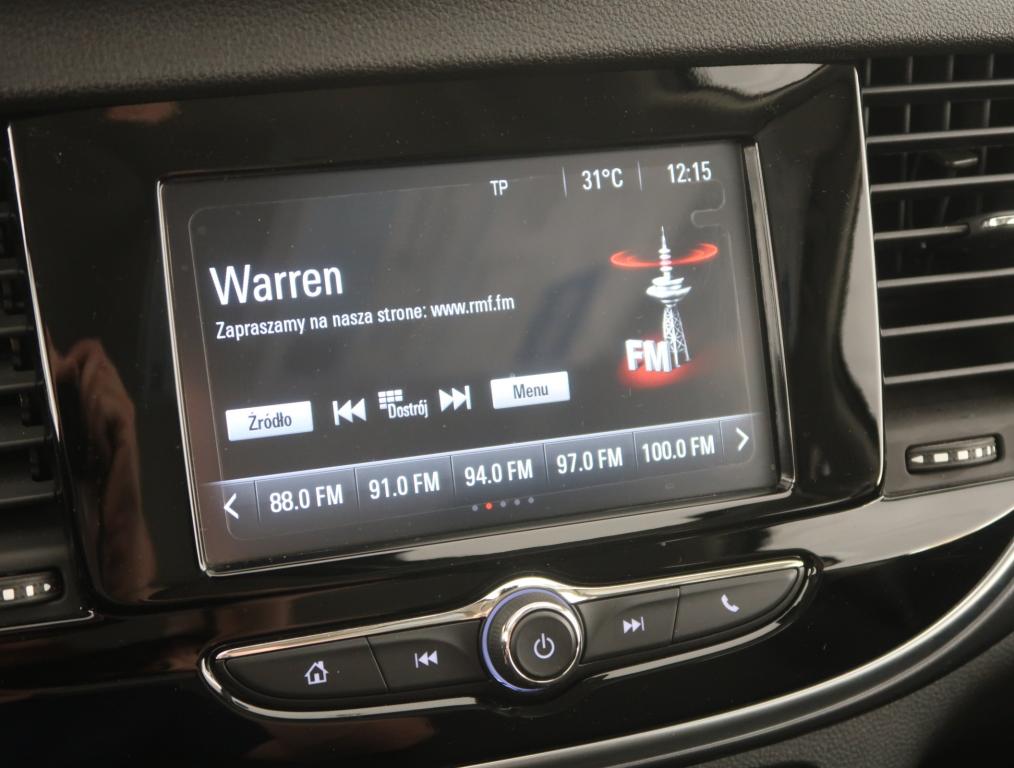 TP 31°C 12:15
Warren
Zapraszamy na nasza strone: www.rmf.fm
FM
Źródło Dostrój Menu
88.0 FM 91.0 FM 94.0 FM 97.0 FM 100.0 FM